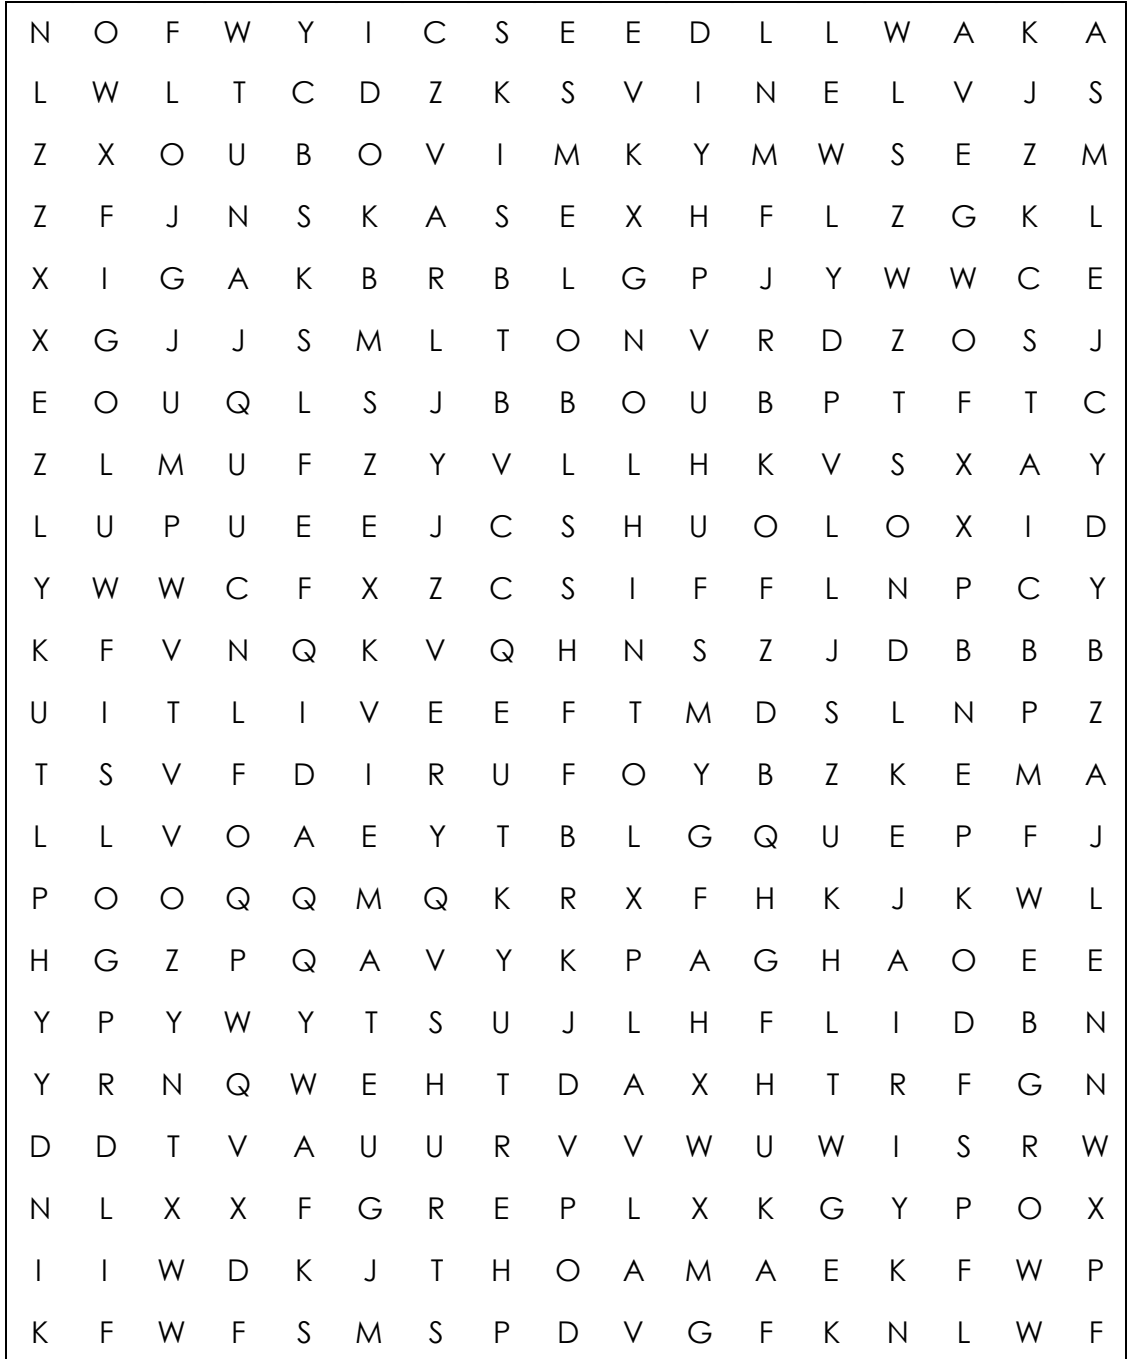 N O F W Y I C S E E D L L W A K A
L W L T C D Z K S V I N E L V J S
Z X O U B O V I M K Y M W S E Z M
Z F J N S K A S E X H F L Z G K L
X I G A K B R B L G P J Y W W C E
X G J J S M L T O N V R D Z O S J
E O U Q L S J B B O U B P T F T C
Z L M U F Z Y V L L H K V S X A Y
L U P U E E J C S H U O L O X I D
Y W W C F X Z C S I F F L N P C Y
K F V N Q K V Q H N S Z J D B B B
U I T L I V E E F T M D S L N P Z
T S V F D I R U F O Y B Z K E M A
L L V O A E Y T B L G Q U E P F J
P O O Q Q M Q K R X F H K J K W L
H G Z P Q A V Y K P A G H A O E E
Y P Y W Y T S U J L H F L I D B N
Y R N Q W E H T D A X H T R F G N
D D T V A U U R V V W U W I S R W
N L X X F G R E P L X K G Y P O X
I I W D K J T H O A M A E K F W P
K F W F S M S P D V G F K N L W F